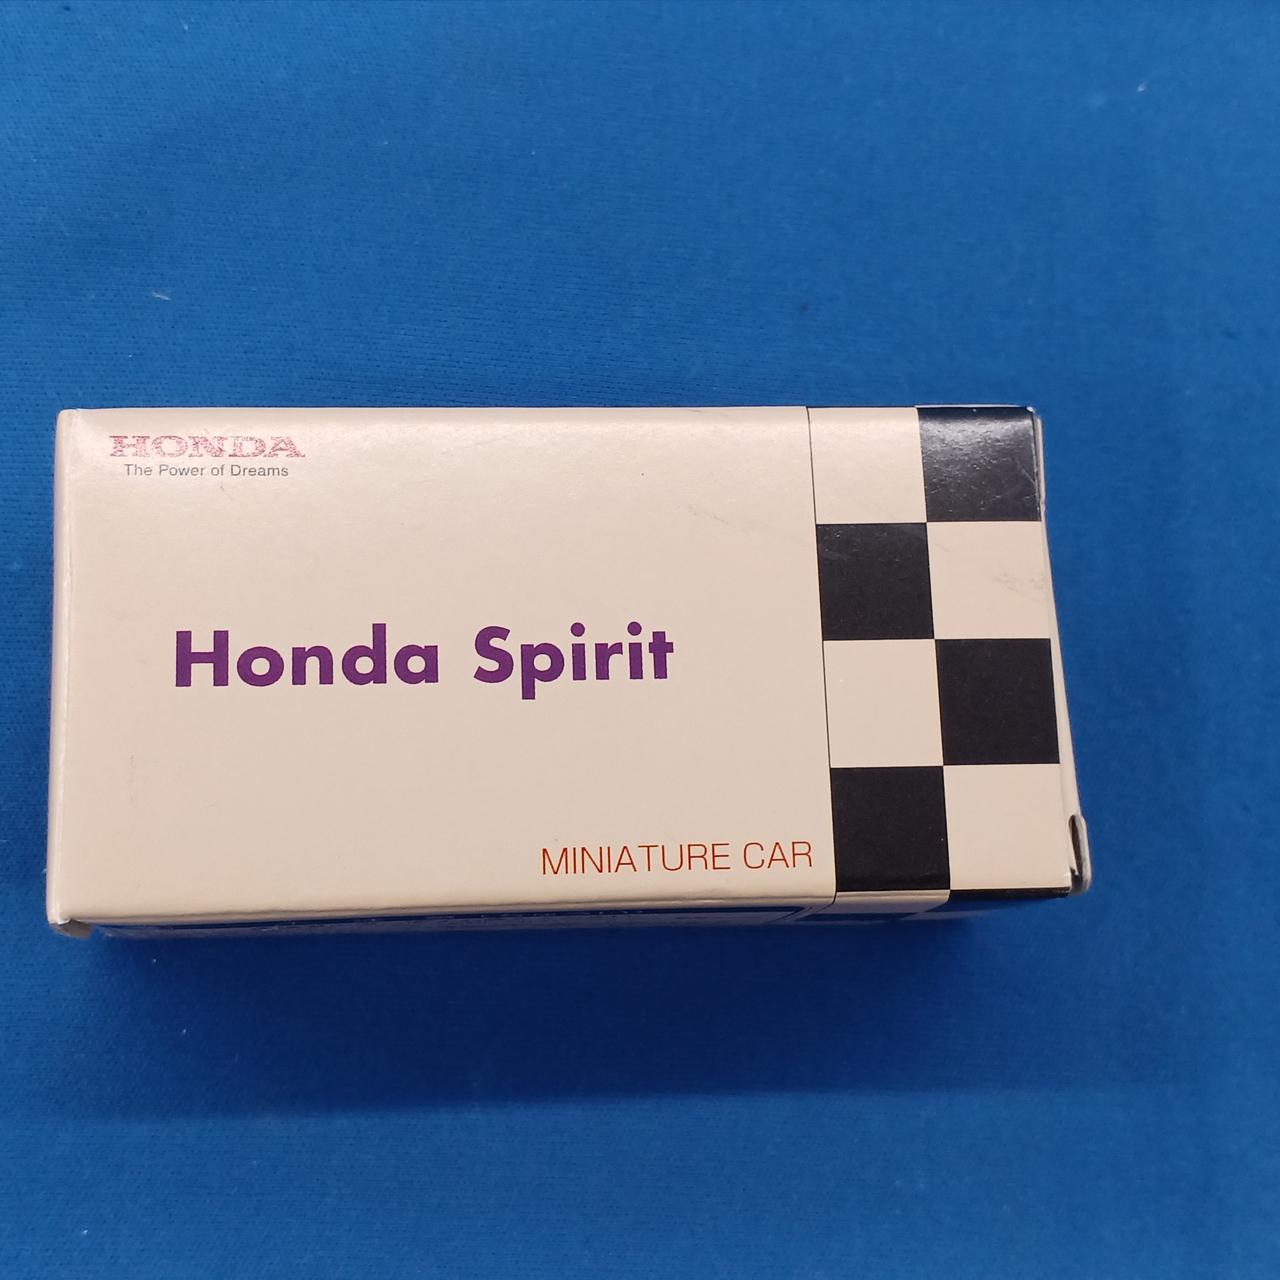 HONDA
The Power of Dreams
Honda Spirit
MINIATURE CAR